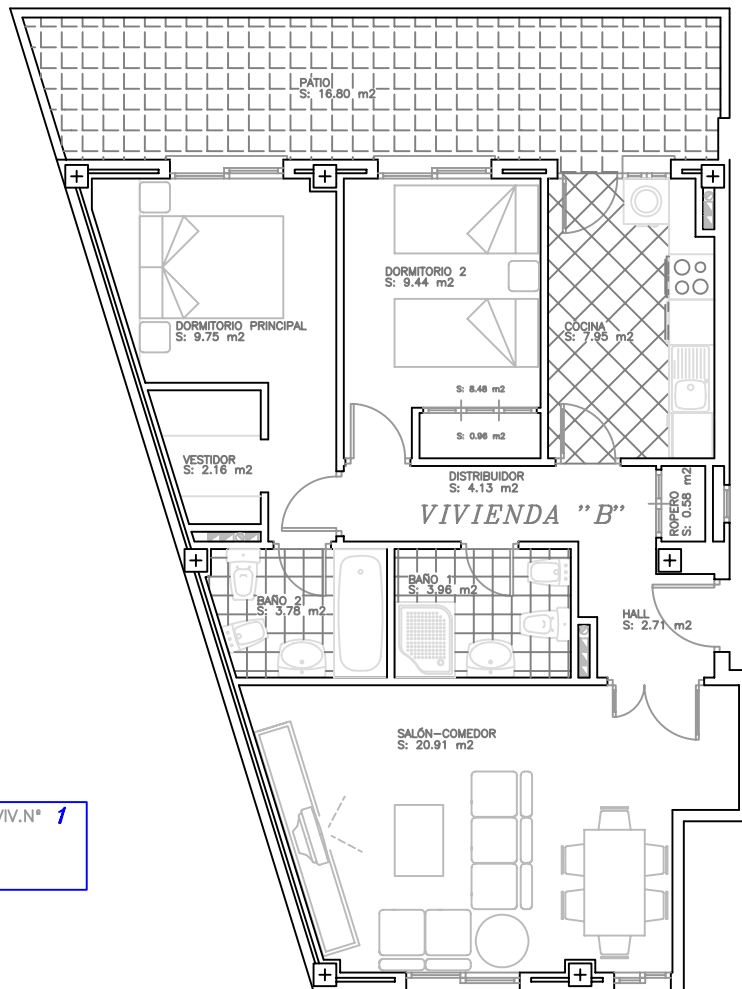 PATIO
S: 16.80 m2
DORMITORIO 2
S: 9.44 m2
DORMITORIO PRINCIPAL
S: 9.75 m2
COCINA
S: 7.95 m2
S: 8.48 m2
S: 0.96 m2
VESTIDOR
S: 2.16 m2
DISTRIBUIDOR
S: 4.13 m2
ROPERO
S: 0.58 m2
VIVIENDA "B"
BAÑO 2
S: 3.78 m2
BAÑO 1
S: 3.96 m2
HALL
S: 2.71 m2
SALÓN-COMEDOR
S: 20.91 m2
VIV.Nº 1